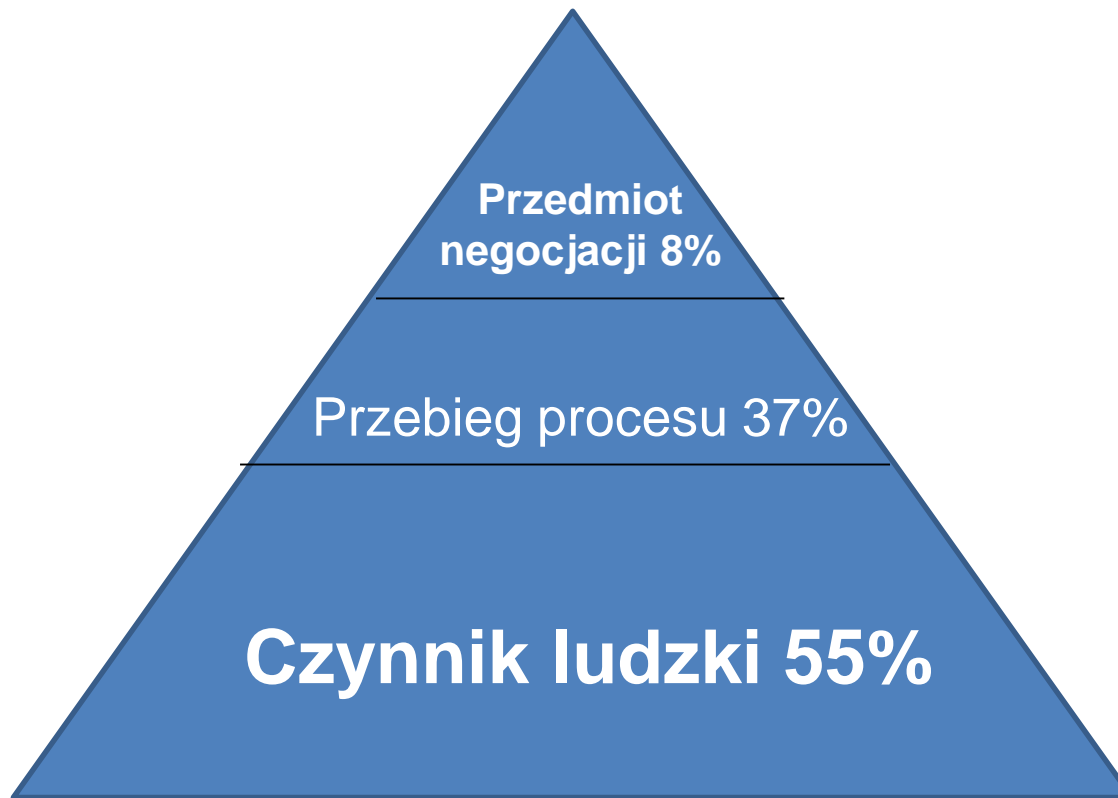 Przedmiot
negocjacji 8%
Przebieg procesu 37%
Czynnik ludzki 55%